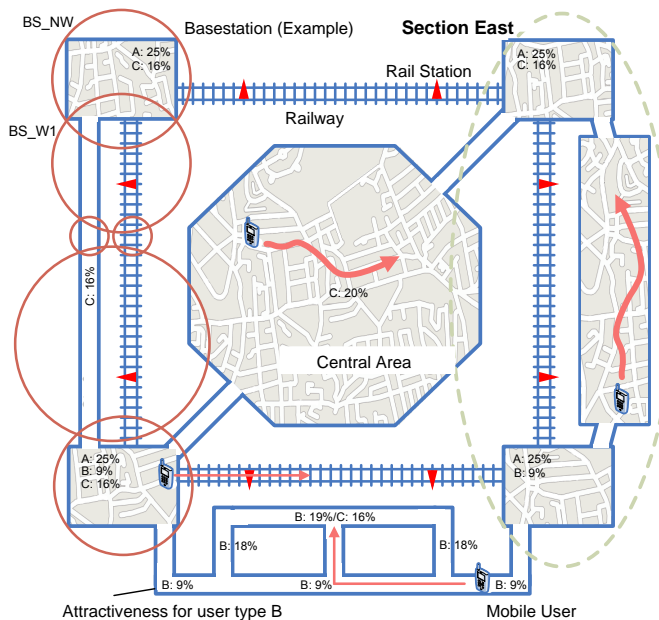 BS_NW
Basestation (Example)
Section East
A: 25%
C: 16%
A: 25%
C: 16%
Rail Station
Railway
BS_W1
C: 16%
C: 20%
Central Area
A: 25%
B: 9%
C: 16%
A: 25%
B: 9%
B: 19%/C: 16%
B: 18%
B: 18%
B: 9%
B: 9%
B: 9%
Attractiveness for user type B
Mobile User